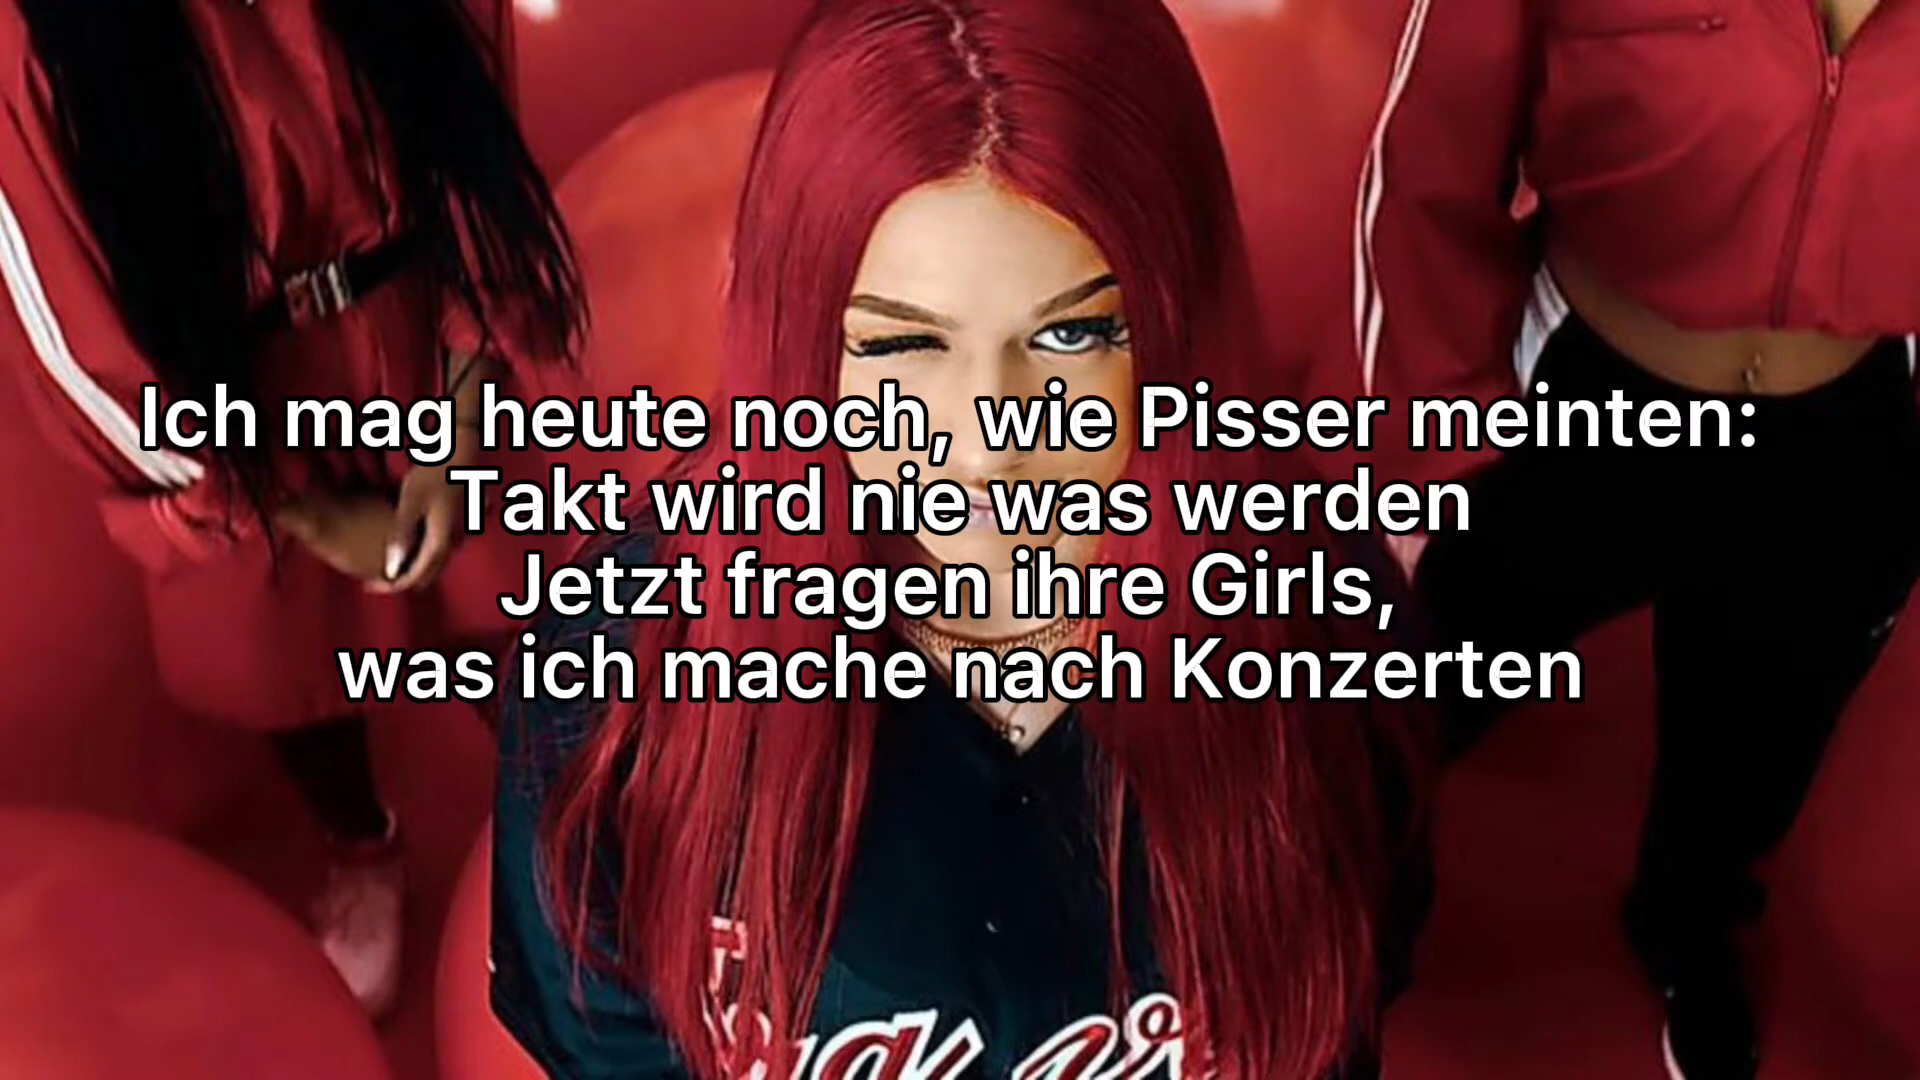 Ich mag heute noch, wie Pisser meinten:
Takt wird nie was werden
Jetzt fragen ihre Girls,
was ich mache nach Konzerten